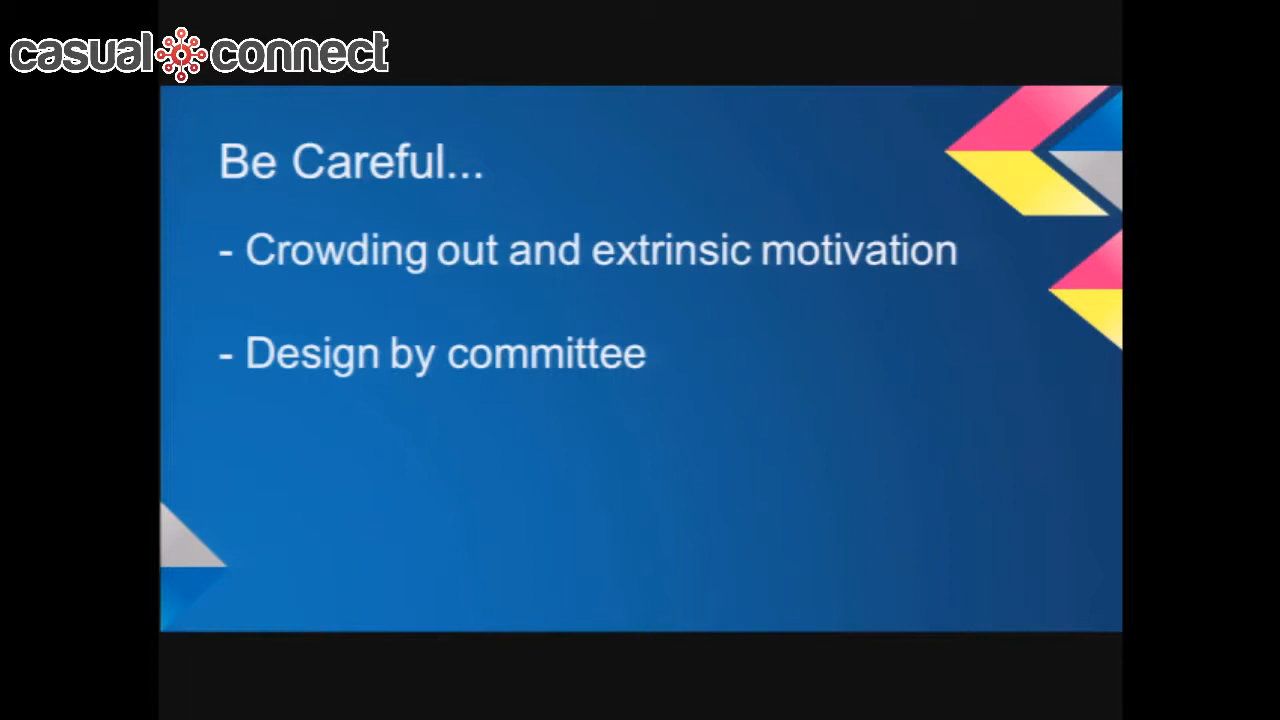 casual connect
Be Careful...
- Crowding out and extrinsic motivation
- Design by committee